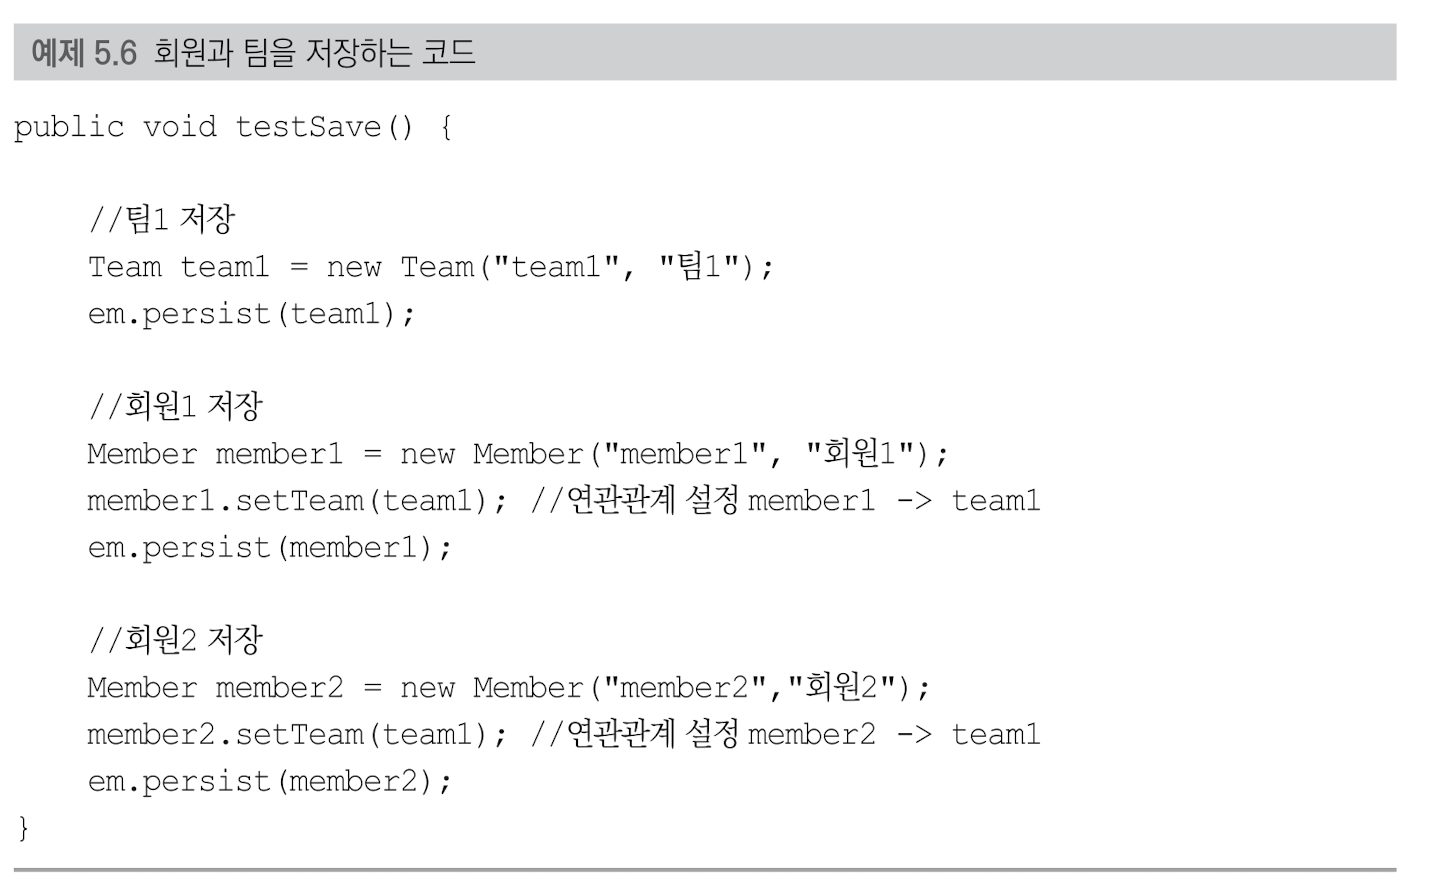 예제 5.6 회원과 팀을 저장하는 코드
public void testSave() {
//팀1 저장
Team team1 = new Team("team1", "팀1");
em.persist(team1);
//회원1 저장
Member member1 = new Member("member1", "회원1");
member1.setTeam(team1); //연관관계 설정 member1 -> team1
em.persist(member1);
//회원2 저장
Member member2 = new Member("member2","회원2");
member2.setTeam(team1); //연관관계 설정 member2 -> team1
em.persist(member2);
}